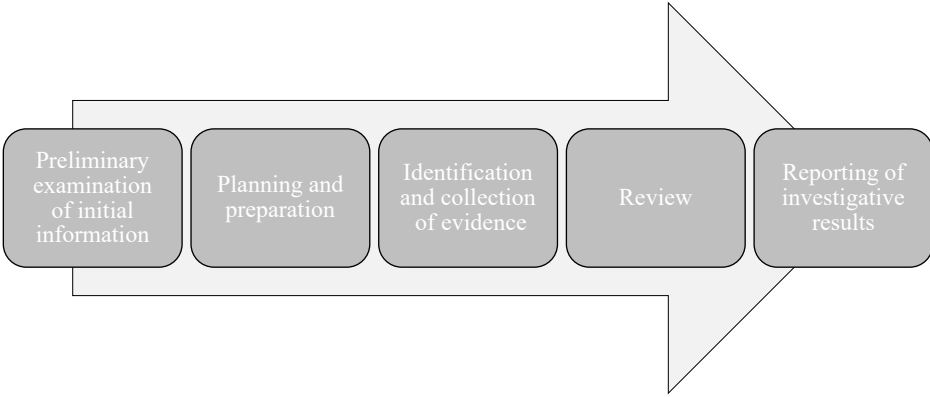 Preliminary
examination
of initial
information
Planning and
preparation
Identification
and collection
of evidence
Review
Reporting of
investigative
results